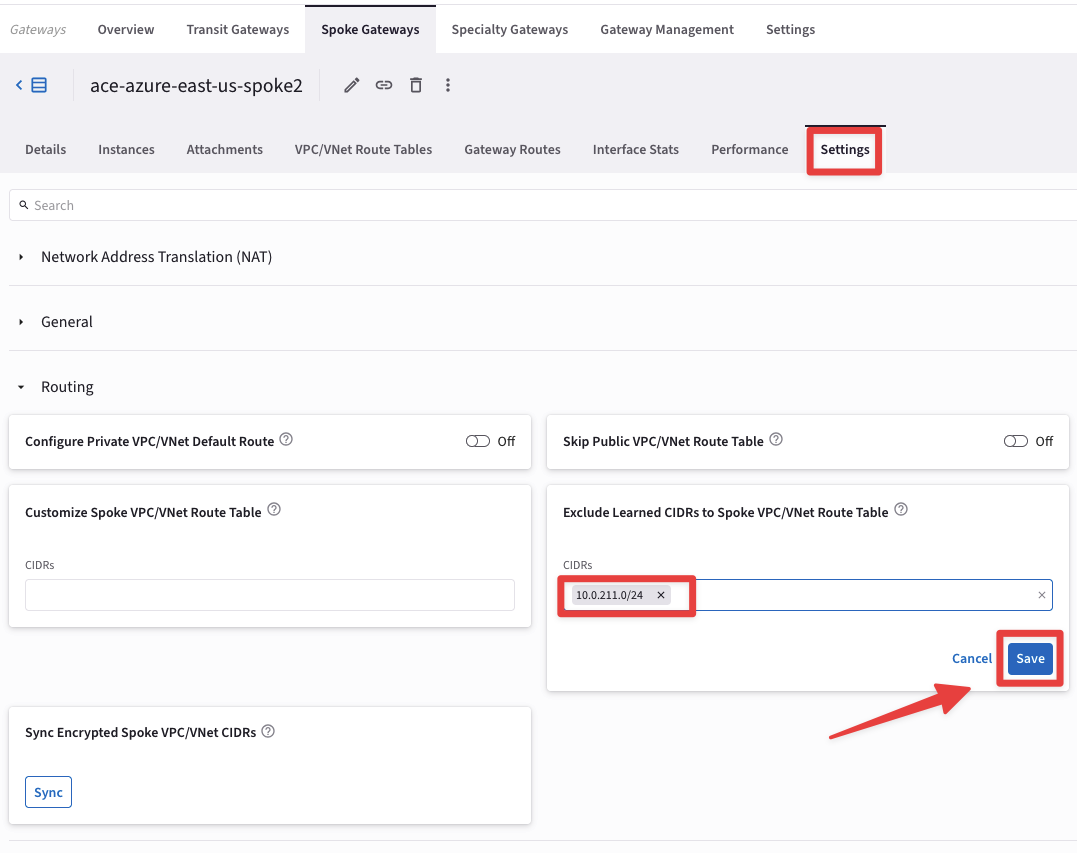 Gateways Overview Transit Gateways Spoke Gateways Specialty Gateways Gateway Management Settings
ace-azure-east-us-spoke2
Details Instances Attachments VPC/VNet Route Tables Gateway Routes Interface Stats Performance Settings
Search
Network Address Translation (NAT)
General
Routing
Configure Private VPC/VNet Default Route ? Off
Skip Public VPC/VNet Route Table ? Off
Customize Spoke VPC/VNet Route Table ?
CIDRs
Exclude Learned CIDRs to Spoke VPC/VNet Route Table ?
CIDRs
10.0.211.0/24
Cancel Save
Sync Encrypted Spoke VPC/VNet CIDRs ?
Sync